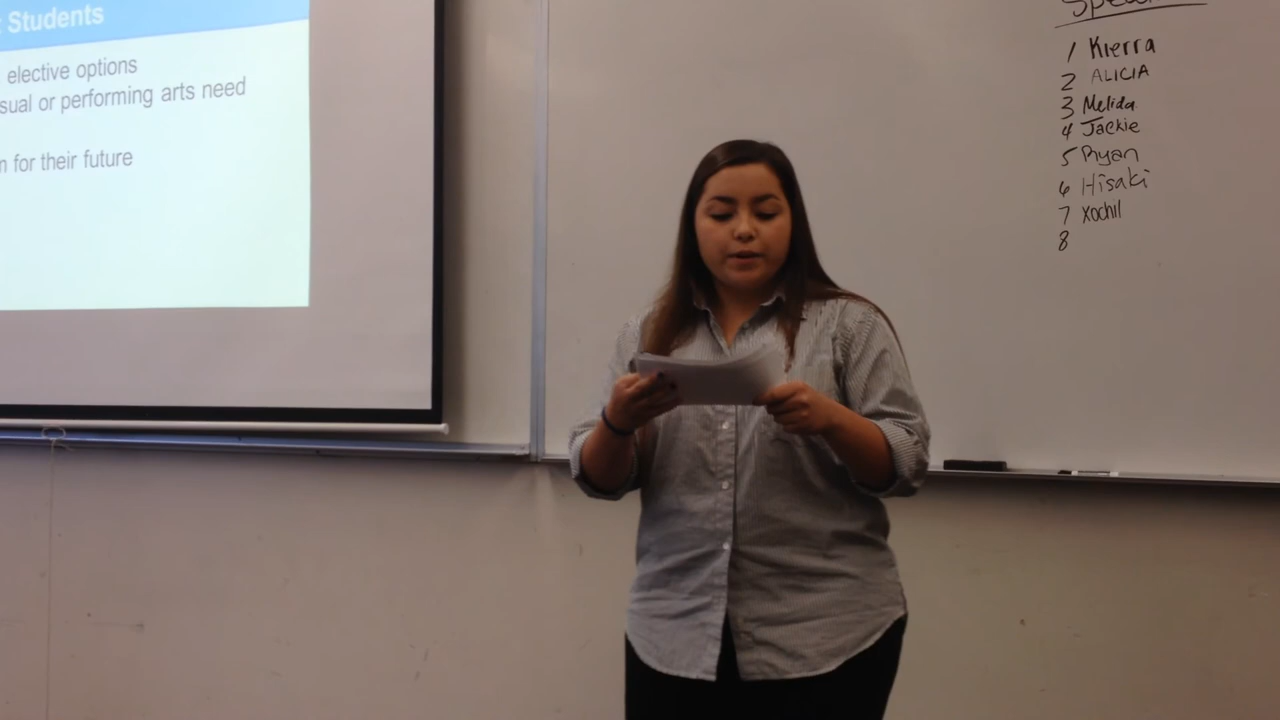 Students
elective options
sual or performing arts need
n for their future
1 Kierra
2 ALICIA
3 Melida
4 Jackie
5 Ryan
6 Hisaki
7 Xochil
8